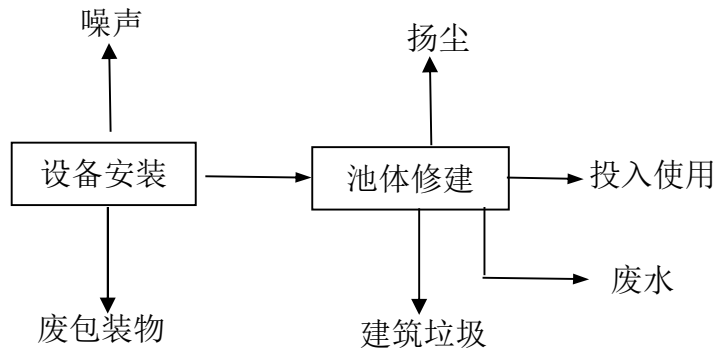 噪声
扬尘
设备安装
池体修建
投入使用
废水
废包装物
建筑垃圾